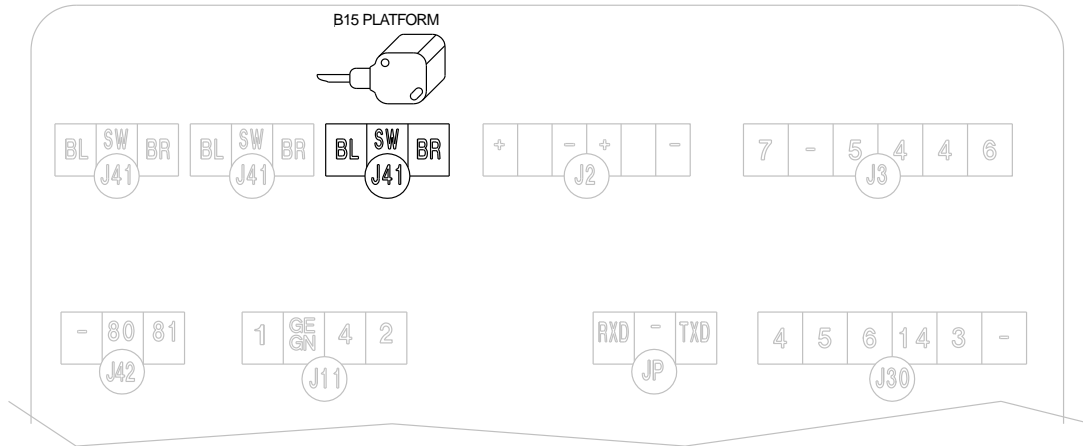 B15 PLATFORM
BL SW BR BL SW BR BL SW BR + - + - 7 - 5 4 4 6
J41 J41 J41 J2 J3
- 80 81 1 GE GN 4 2 RXD - TXD 4 5 6 14 3 -
J42 J11 JP J30